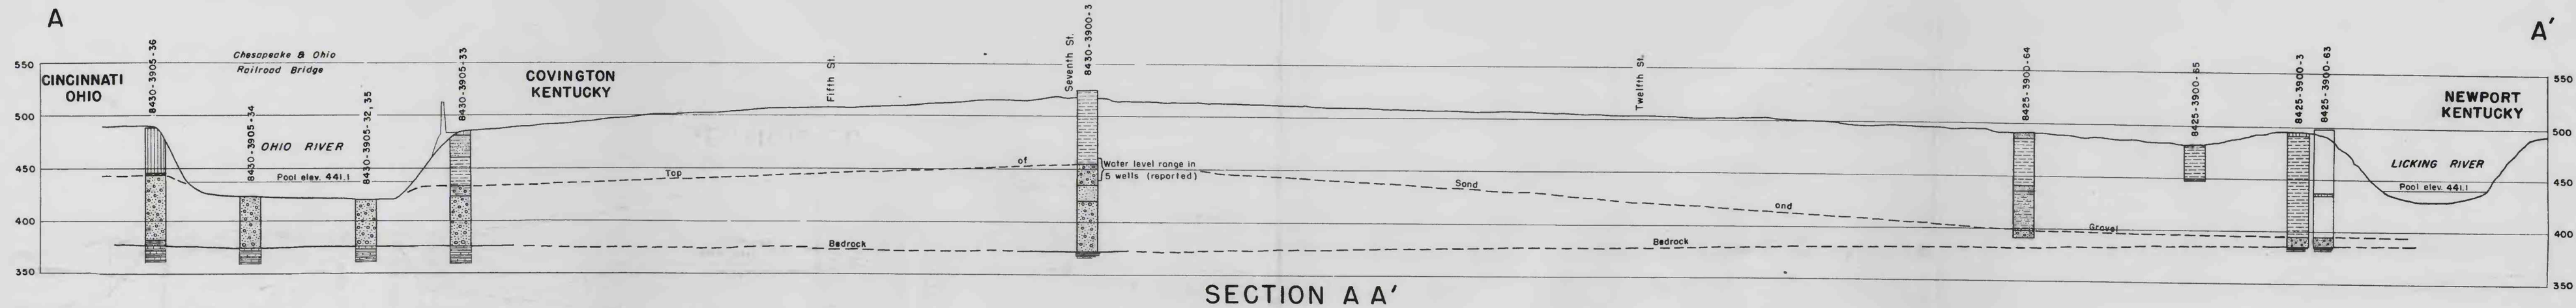 A
A′
550
500
450
400
350
CINCINNATI
OHIO
8430-3905-36
Chesapeake & Ohio
Railroad Bridge
8430-3905-34
OHIO RIVER
Pool elev. 441.1
8430-3905-32,35
8430-3905-33
COVINGTON
KENTUCKY
Fifth St.
Seventh St.
8430-3900-3
Water level range in
5 wells (reported)
Twelfth St.
Top of Sand and Gravel
Bedrock
Bedrock
8425-3900-64
8425-3900-65
8425-3900-3
8425-3900-63
NEWPORT
KENTUCKY
LICKING RIVER
Pool elev. 441.1
550
500
450
400
350
SECTION A A′